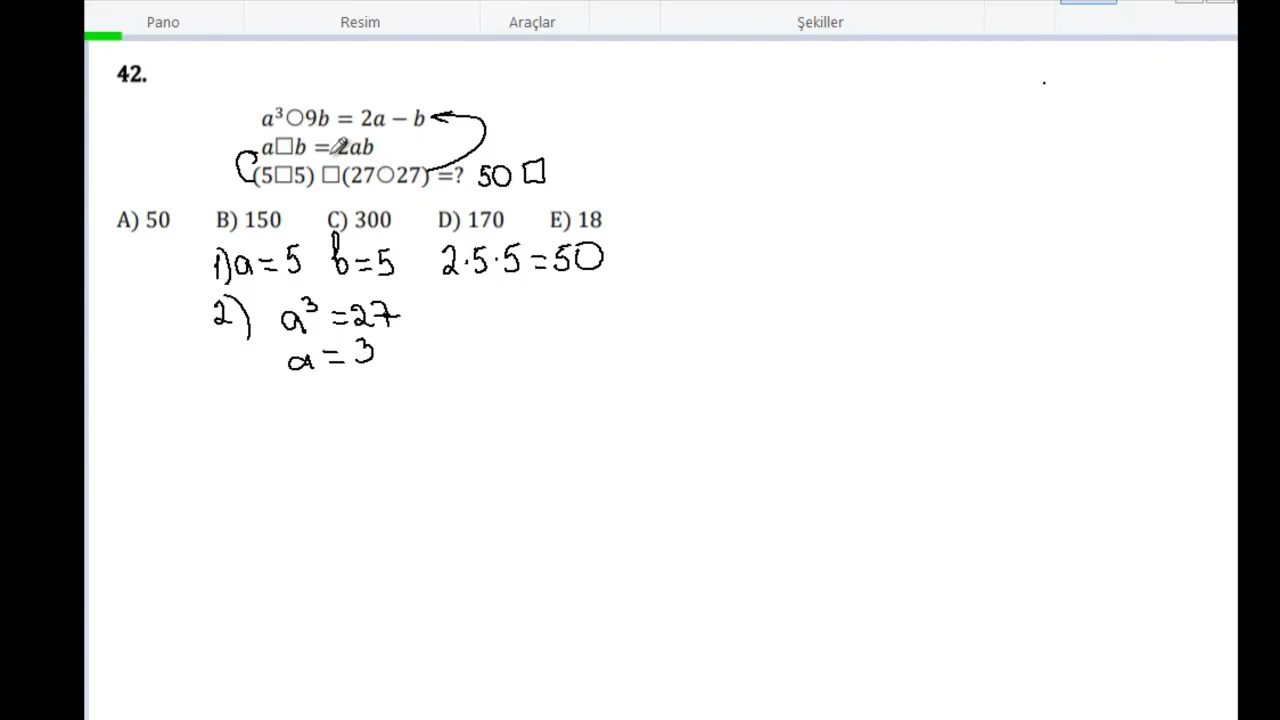 Pano Resim Araçlar Şekiller
42.
a³○9b = 2a − b
a□b = 2ab
(5□5) □(27○27) =? 50 □
A) 50 B) 150 C) 300 D) 170 E) 18
1) a = 5 b = 5 2·5·5 = 50
2) a³ = 27
a = 3